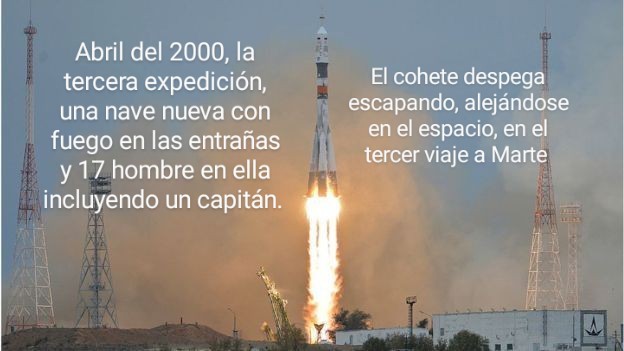 Abril del 2000, la
tercera expedición,
una nave nueva con
fuego en las entrañas
y 17 hombre en ella
incluyendo un capitán.
El cohete despega
escapando, alejándose
en el espacio, en el
tercer viaje a Marte